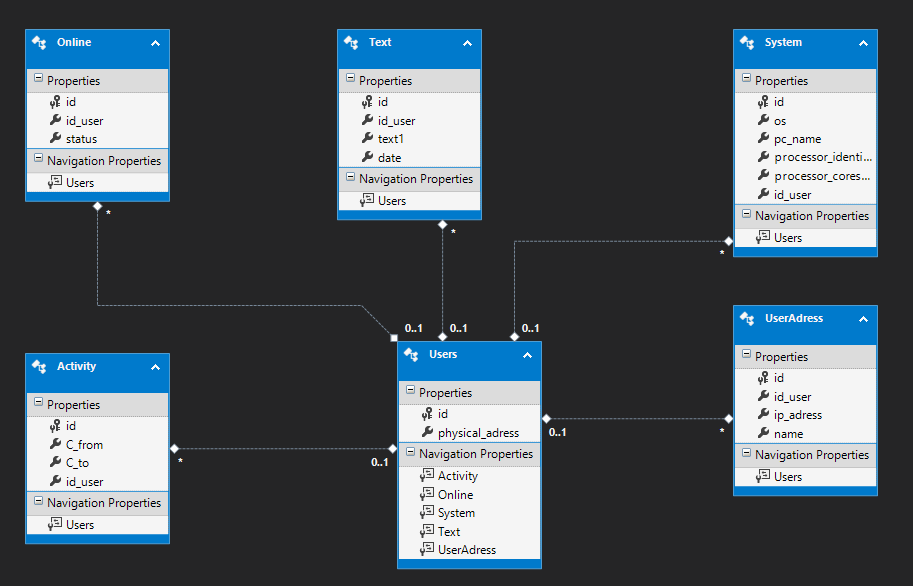 Online
Properties
id
id_user
status
Navigation Properties
Users
*
Text
Properties
id
id_user
text1
date
Navigation Properties
Users
*
System
Properties
id
os
pc_name
processor_identi...
processor_cores...
id_user
Navigation Properties
Users
*
0..1
0..1
0..1
Activity
Properties
id
C_from
C_to
id_user
Navigation Properties
Users
*
0..1
Users
Properties
id
physical_adress
Navigation Properties
Activity
Online
System
Text
UserAdress
0..1
*
UserAdress
Properties
id
id_user
ip_adress
name
Navigation Properties
Users